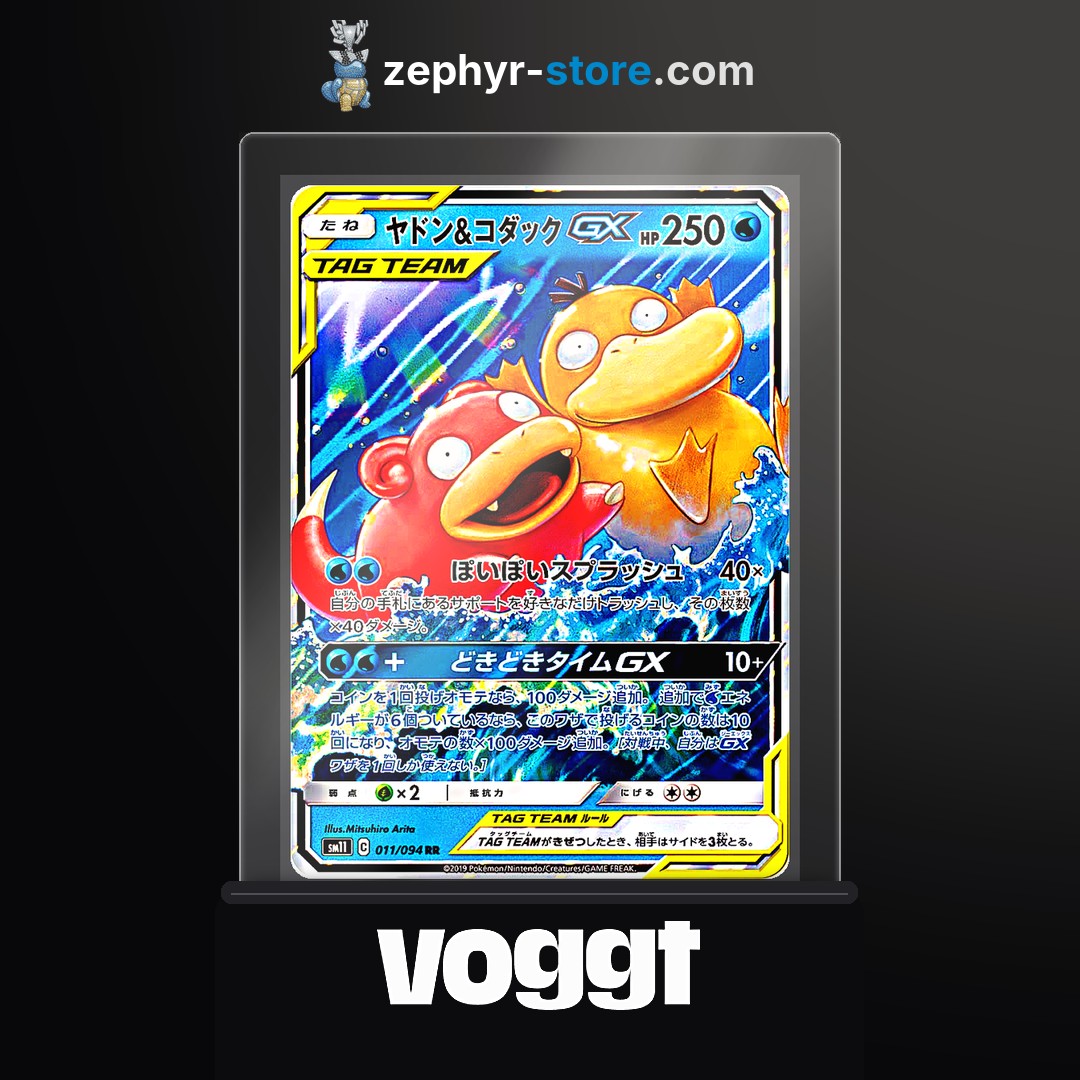 zephyr-store.com
たね ヤドン&コダックGX HP250
TAG TEAM
ぽいぽいスプラッシュ 40×
自分の手札にあるサポートを好きなだけトラッシュし、その枚数
×40ダメージ。
+ どきどきタイムGX 10+
コインを1回投げオモテなら、100ダメージ追加。追加でエネ
ルギーが6個ついているなら、このワザで投げるコインの数は10
回になり、オモテの数×100ダメージ追加。[対戦中、自分はGX
ワザを1回しか使えない。]
弱点 ×2 抵抗力 にげる
Illus.Mitsuhiro Arita
TAG TEAM ルール
TAG TEAMがきぜつしたとき、相手はサイドを3枚とる。
sm11 C 011/094 RR
©2019 Pokémon/Nintendo/Creatures/GAME FREAK.
voggt